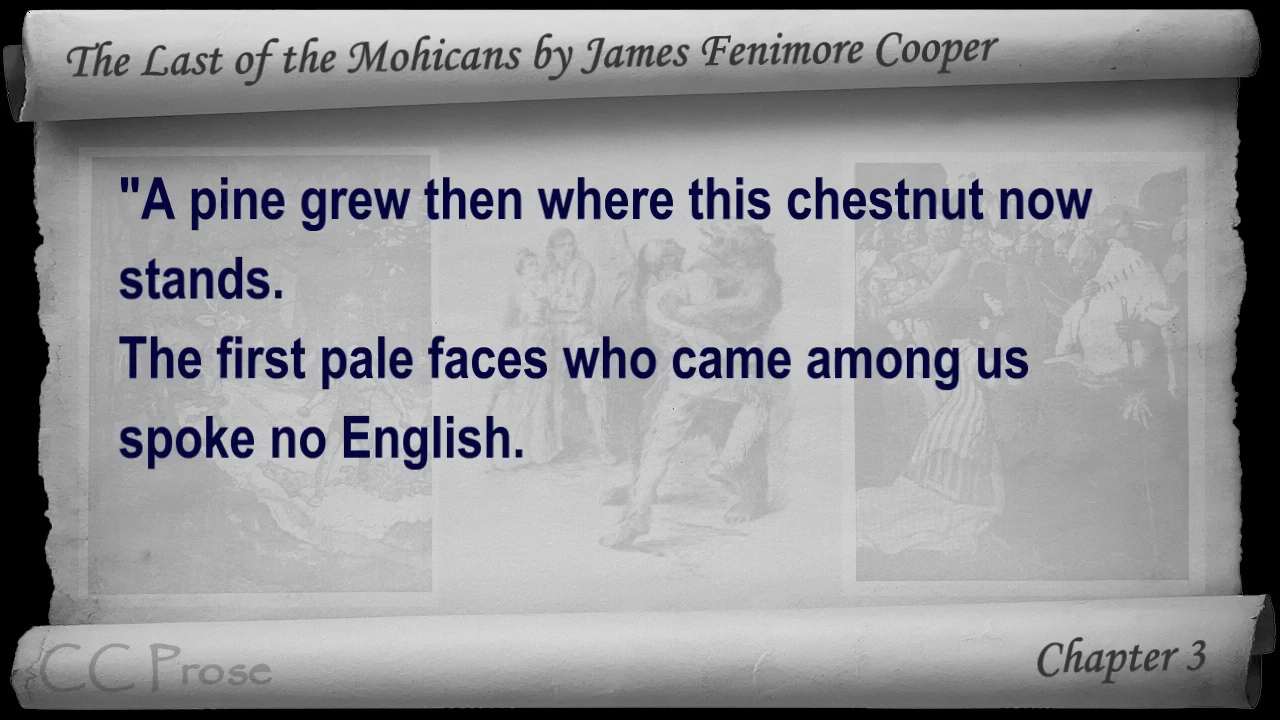 The Last of the Mohicans by James Fenimore Cooper
"A pine grew then where this chestnut now
stands.
The first pale faces who came among us
spoke no English.
CC Prose
Chapter 3